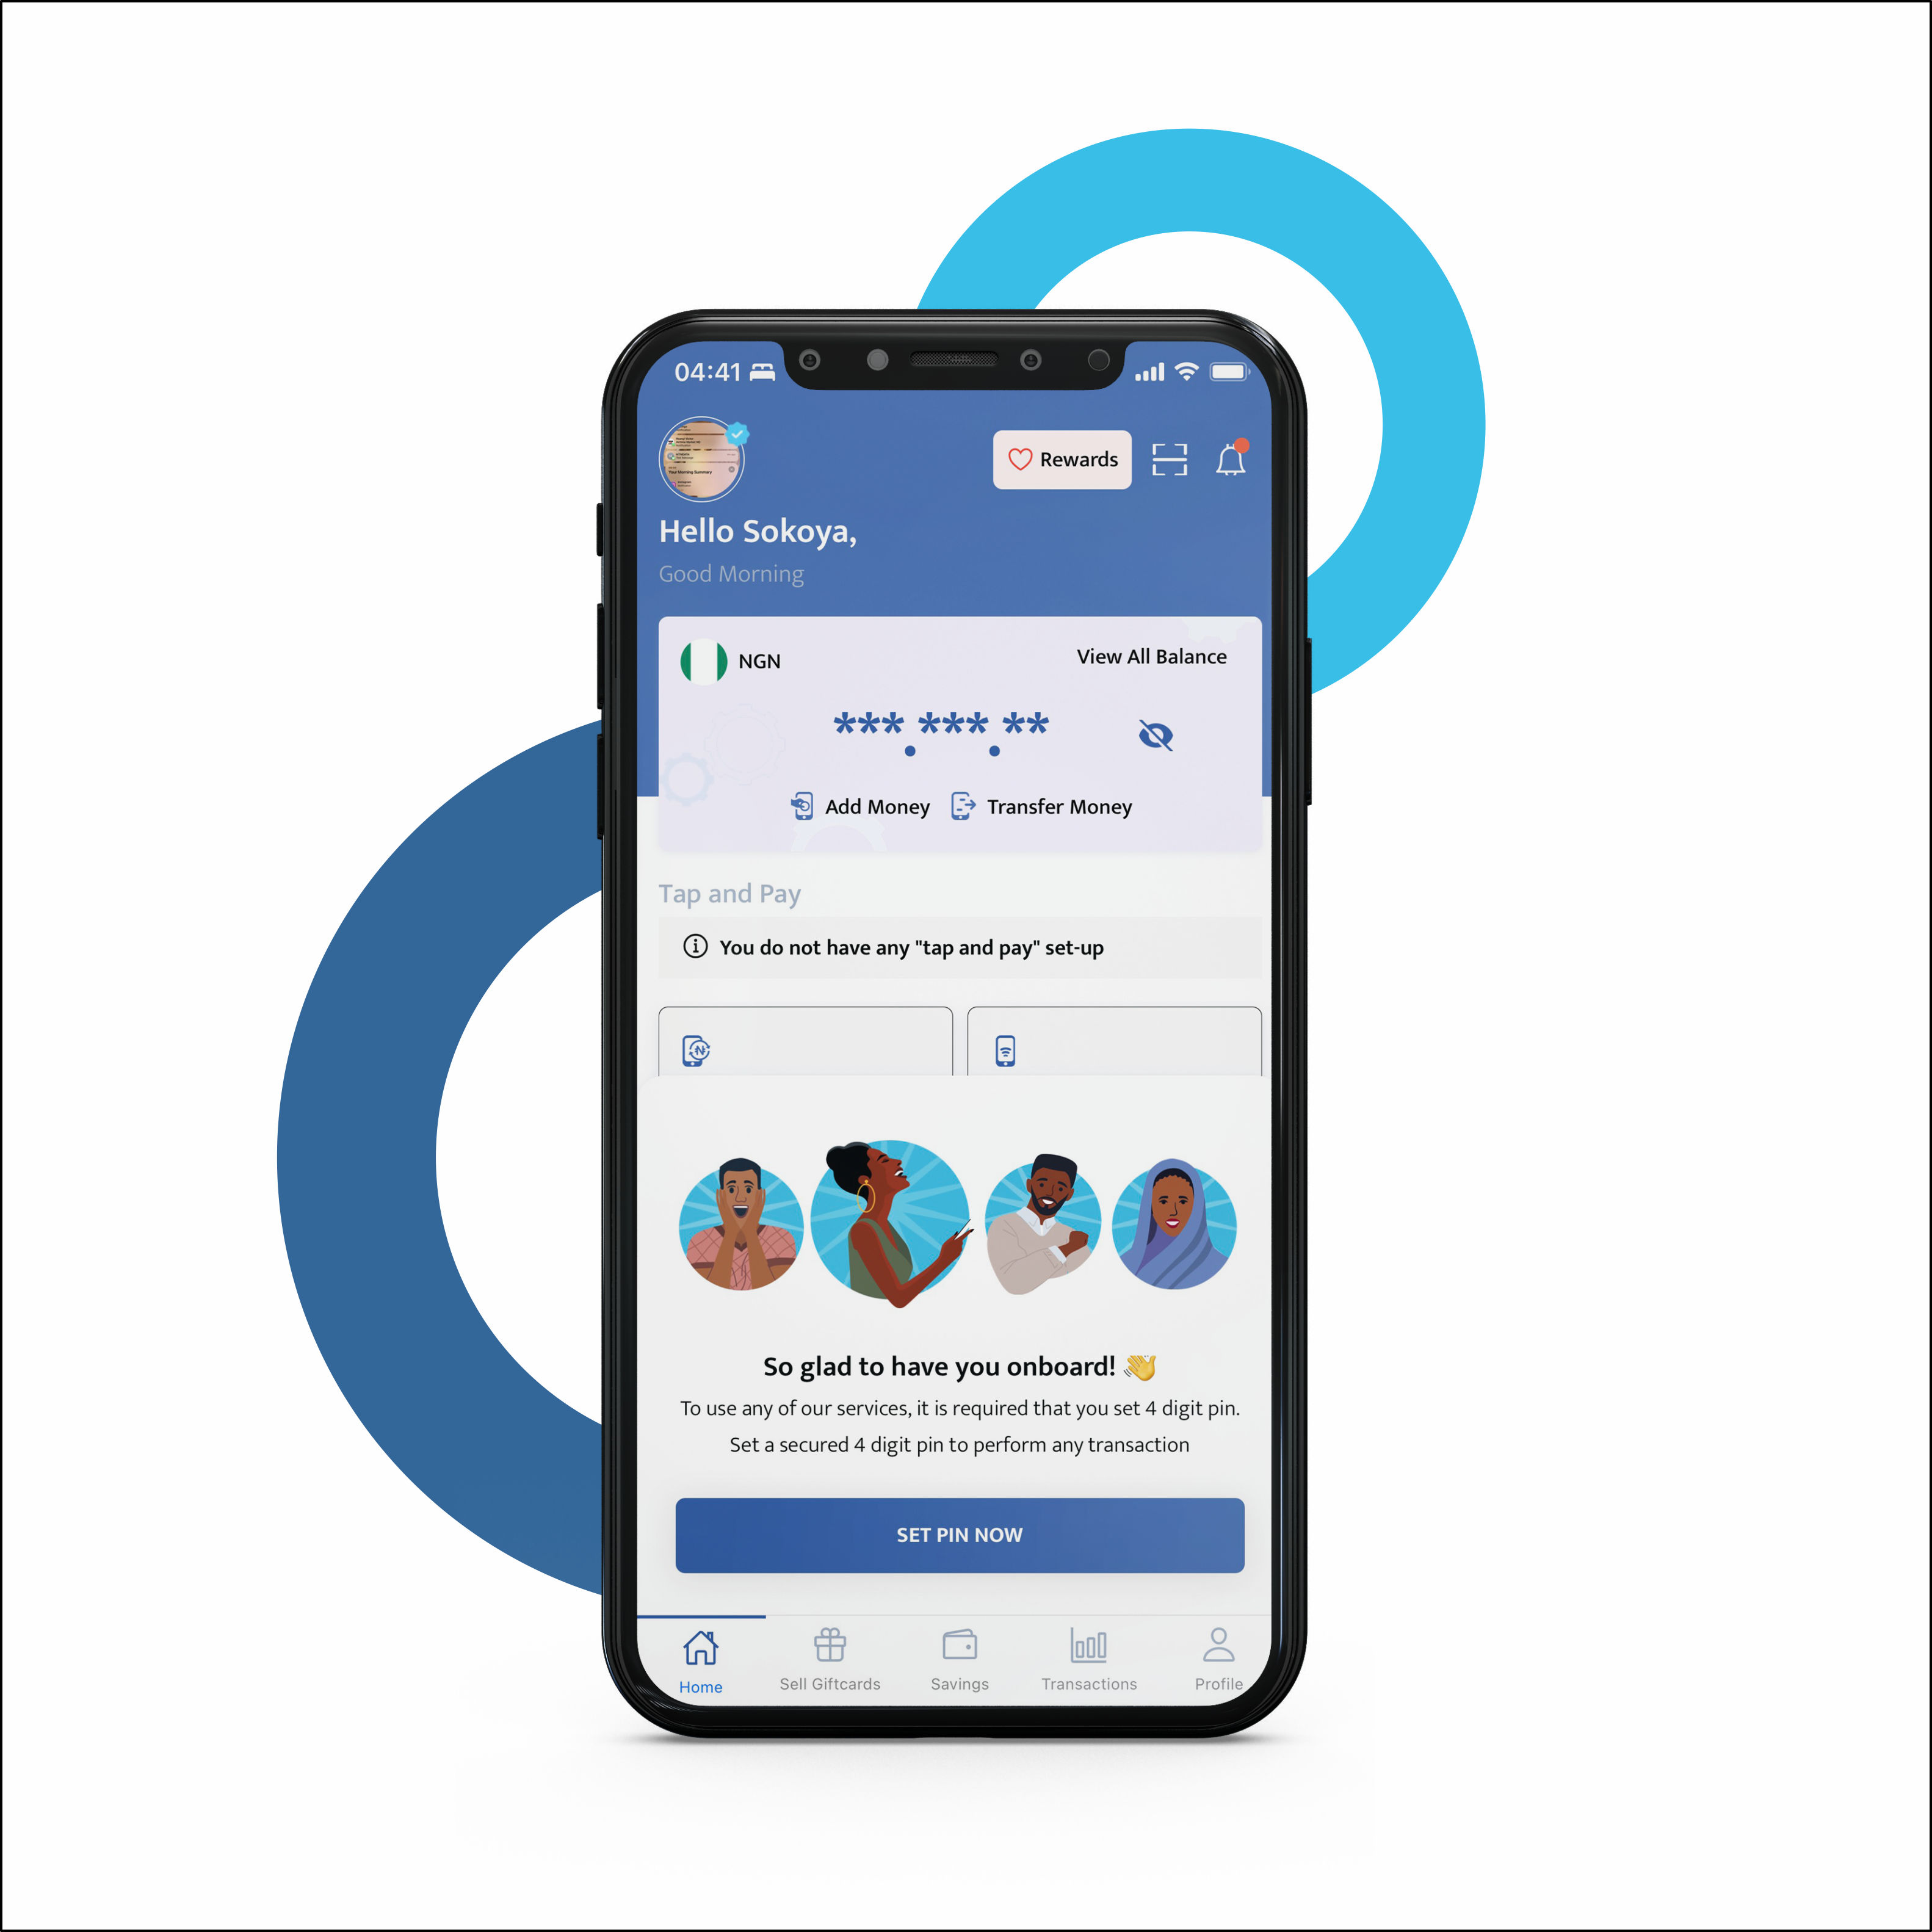 04:41
Rewards
Hello Sokoya,
Good Morning
NGN
View All Balance
***.***.**
Add Money
Transfer Money
Tap and Pay
You do not have any "tap and pay" set-up
So glad to have you onboard! 👋
To use any of our services, it is required that you set 4 digit pin.
Set a secured 4 digit pin to perform any transaction
SET PIN NOW
Home
Sell Giftcards
Savings
Transactions
Profile